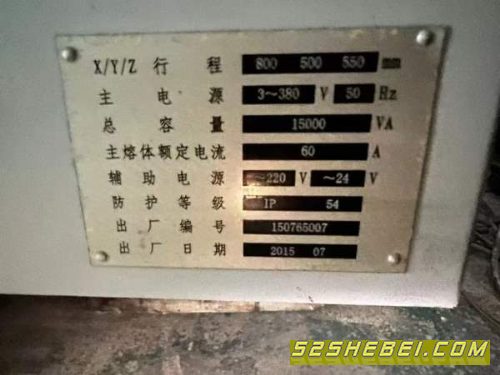 X/Y/Z 行程 800 500 550 mm
主电源 3~380 V 50 Hz
总容量 15000 VA
主熔体额定电流 60 A
辅助电源 ~220 V ~24 V
防护等级 IP 54
出厂编号 150765007
出厂日期 2015 07
52SHEBEI.COM